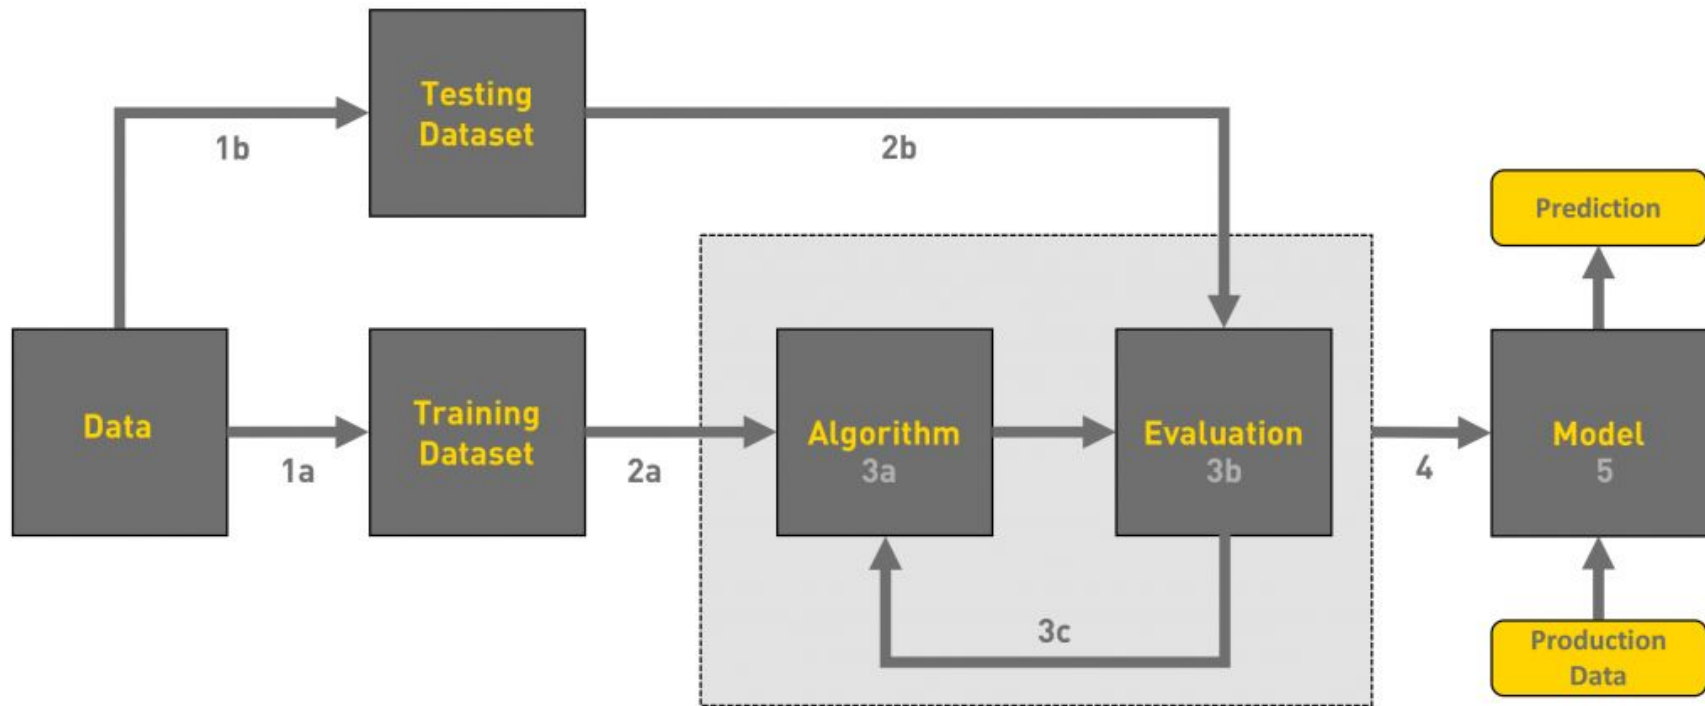 Testing
Dataset
1b
2b
Prediction
Data
1a
Training
Dataset
2a
Algorithm
3a
Evaluation
3b
4
Model
5
3c
Production
Data